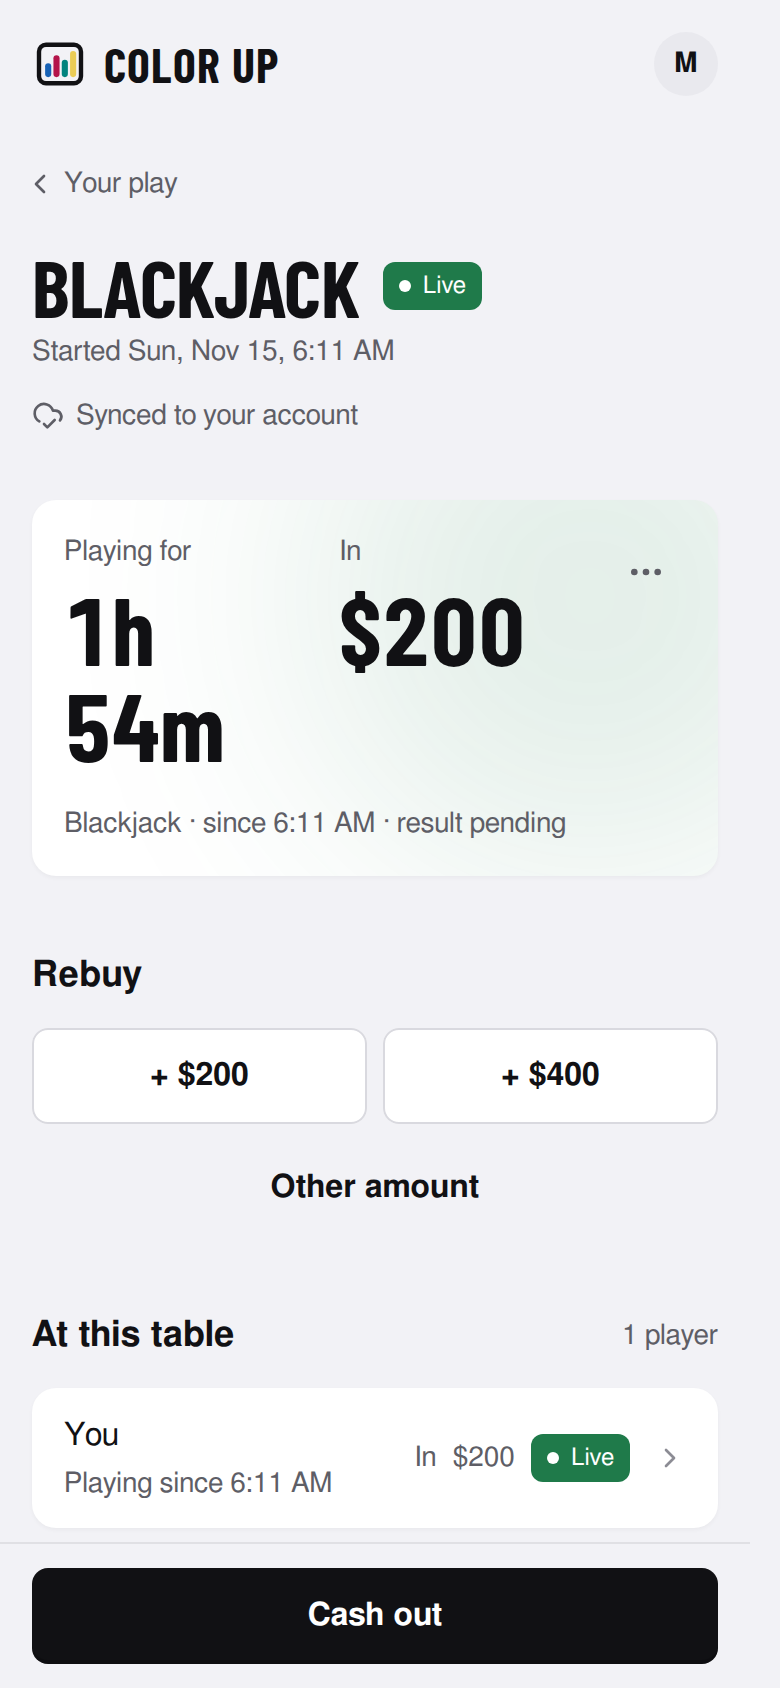 COLOR UP
M
Your play
BLACKJACK
Live
Started Sun, Nov 15, 6:11 AM
Synced to your account
Playing for
In
1h
54m
$200
Blackjack · since 6:11 AM · result pending
Rebuy
+ $200
+ $400
Other amount
At this table
1 player
You
Playing since 6:11 AM
In $200
Live
Cash out